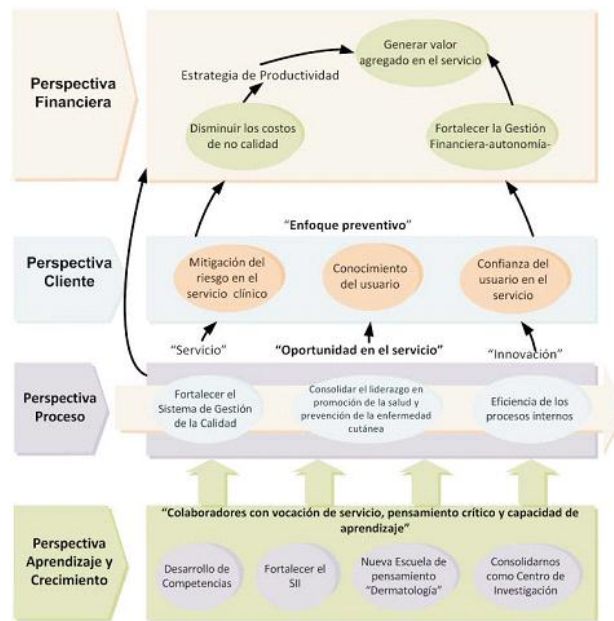 Perspectiva
Financiera
Generar valor
agregado en el servicio
Estrategia de Productividad
Disminuir los costos
de no calidad
Fortalecer la Gestión
Financiera-autonomía-
Perspectiva
Cliente
"Enfoque preventivo"
Mitigación del
riesgo en el
servicio clínico
Conocimiento
del usuario
Confianza del
usuario en el
servicio
"Servicio"
"Oportunidad en el servicio"
"Innovación"
Perspectiva
Proceso
Fortalecer el
Sistema de Gestión
de la Calidad
Consolidar el liderazgo en
promoción de la salud y
prevención de la enfermedad
cutánea
Eficiencia de los
procesos internos
Perspectiva
Aprendizaje y
Crecimiento
"Colaboradores con vocación de servicio, pensamiento crítico y capacidad de
aprendizaje"
Desarrollo de
Competencias
Fortalecer el
SII
Nueva Escuela de
pensamiento
"Dermatología"
Consolidarnos
como Centro de
Investigación